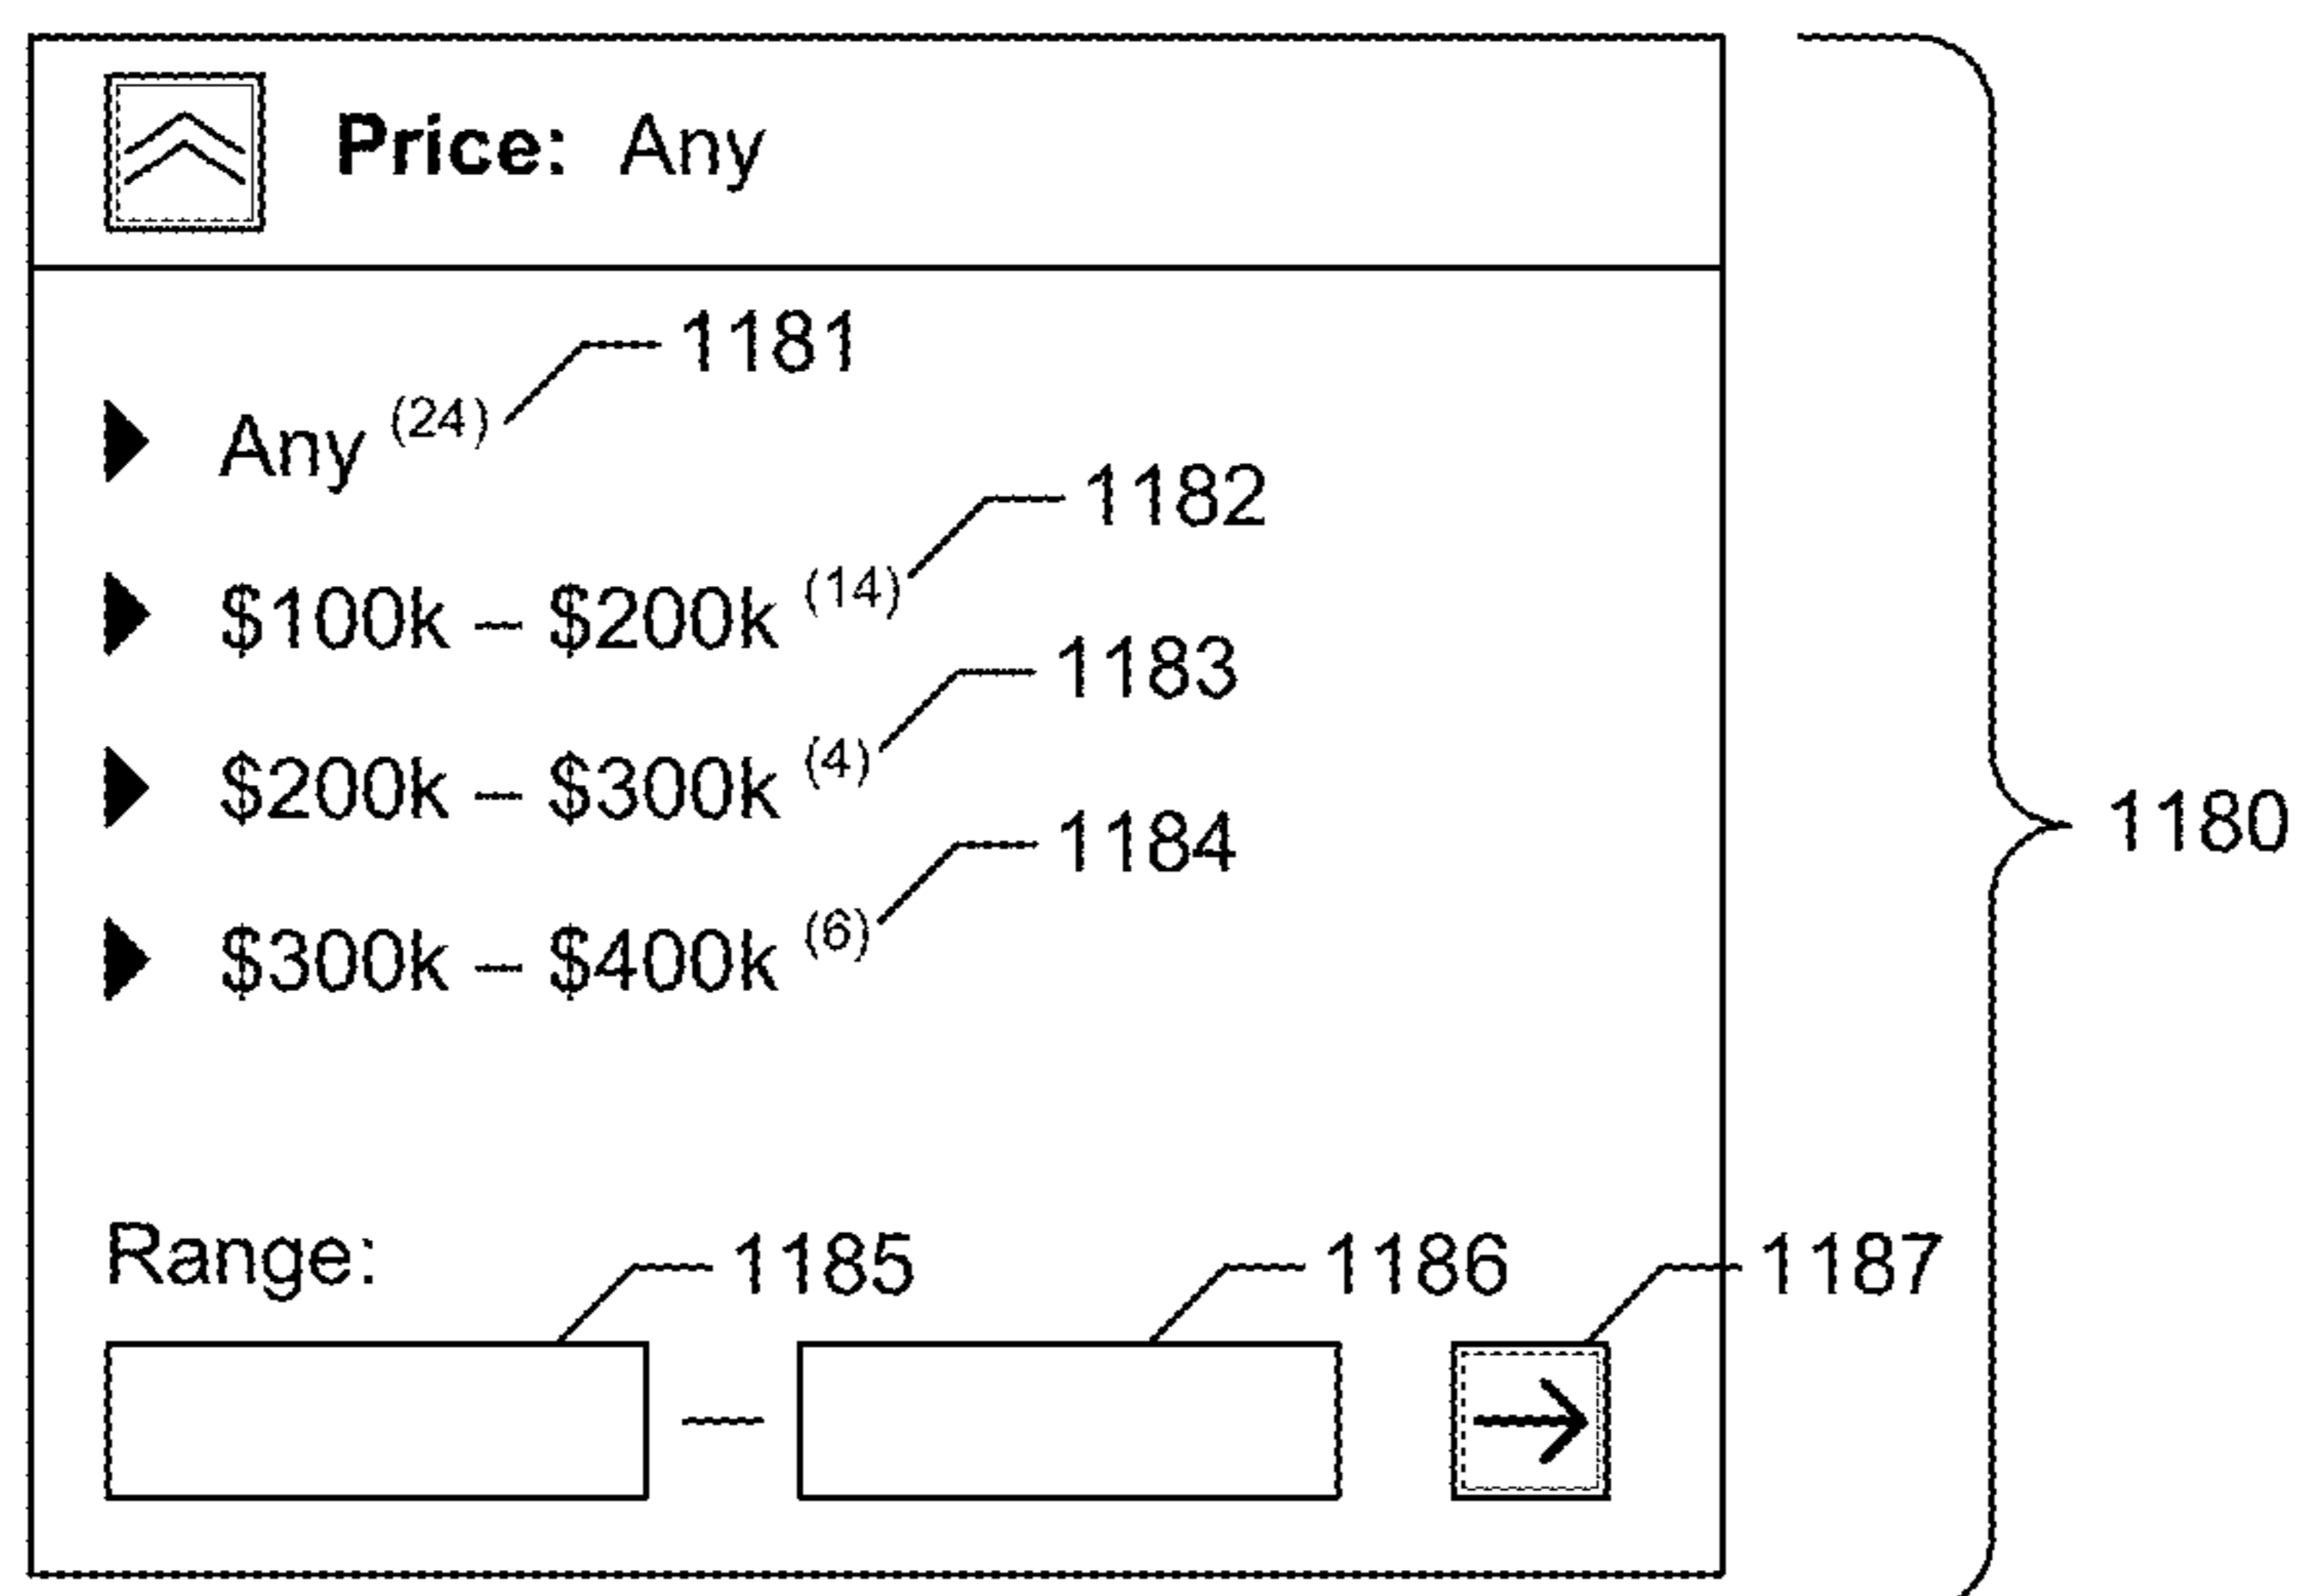 Price: Any
1181
Any (24)
1182
$100k – $200k (14)
1183
$200k – $300k (4)
1184
$300k – $400k (6)
1180
Range:
1185
1186
1187
—